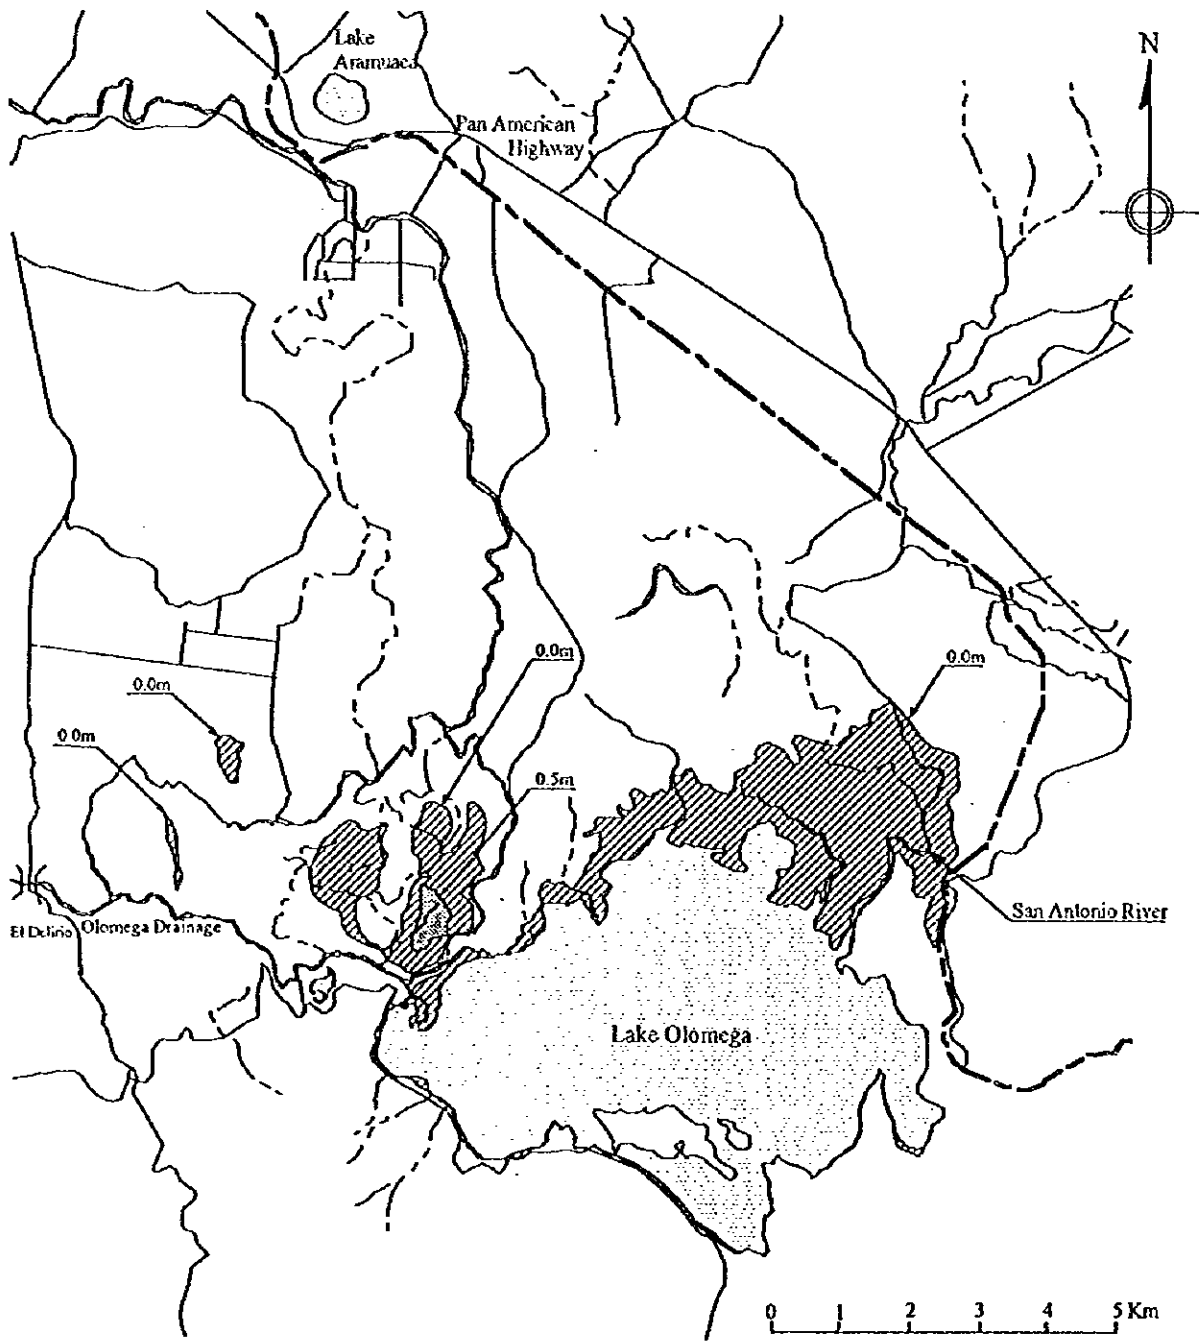 Lake
Aramuaca
N
Pan American
Highway
0.0m
0.0m
0.0m
0.0m
0.5m
San Antonio River
El Delirio
Olomega Drainage
Lake Olomega
0 1 2 3 4 5 Km